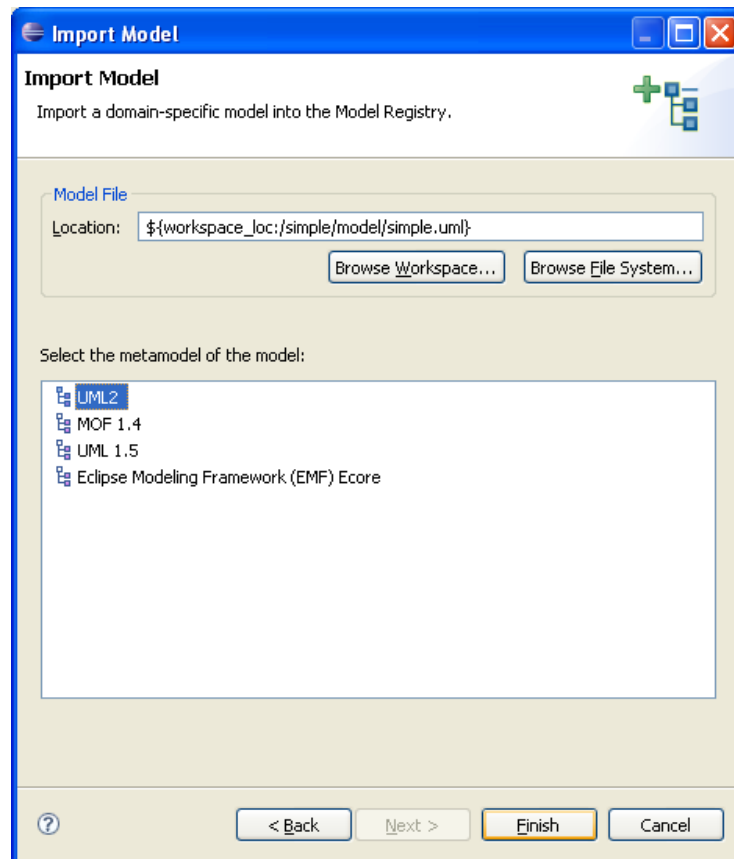 Import Model
Import Model
Import a domain-specific model into the Model Registry.
Model File
Location: ${workspace_loc:/simple/model/simple.uml}
Browse Workspace... Browse File System...
Select the metamodel of the model:
UML2
MOF 1.4
UML 1.5
Eclipse Modeling Framework (EMF) Ecore
? < Back Next > Finish Cancel